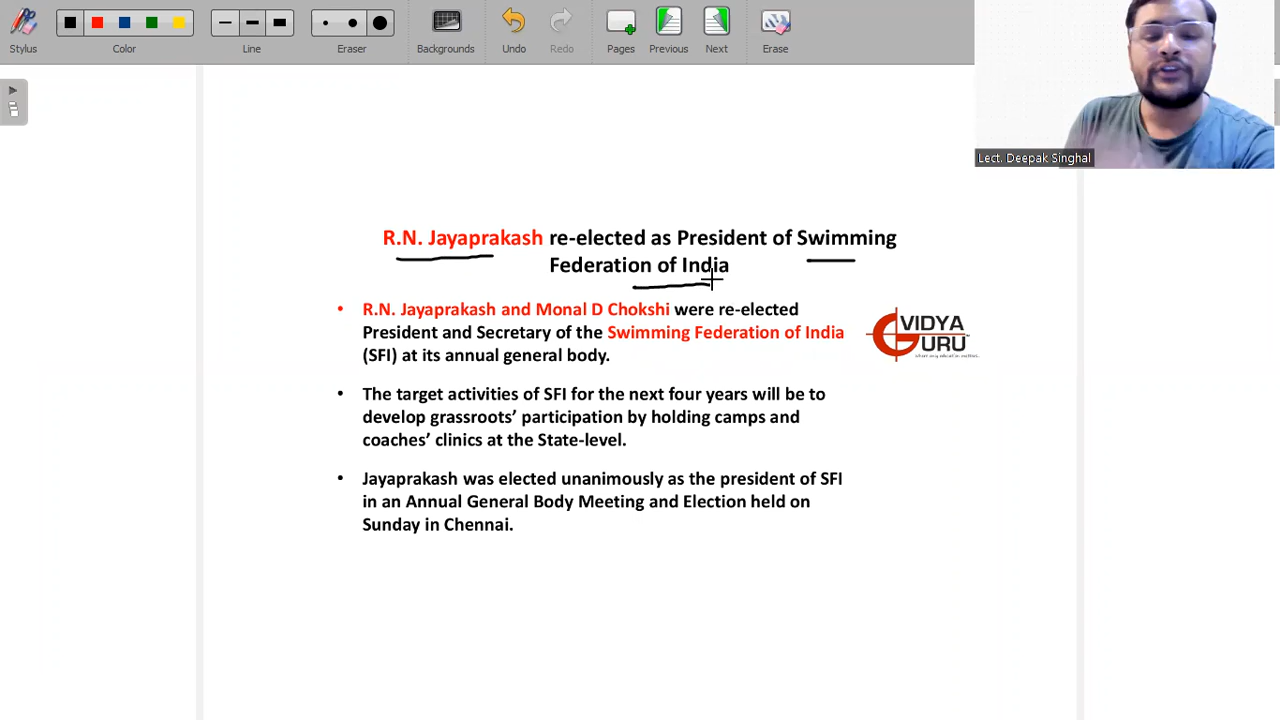 Stylus
Color
Line
Eraser
Backgrounds
Undo
Redo
Pages
Previous
Next
Erase
Lect. Deepak Singhal
R.N. Jayaprakash re-elected as President of Swimming
Federation of India
• R.N. Jayaprakash and Monal D Chokshi were re-elected
President and Secretary of the Swimming Federation of India
(SFI) at its annual general body.
VIDYA
GURU
• The target activities of SFI for the next four years will be to
develop grassroots’ participation by holding camps and
coaches’ clinics at the State-level.
• Jayaprakash was elected unanimously as the president of SFI
in an Annual General Body Meeting and Election held on
Sunday in Chennai.